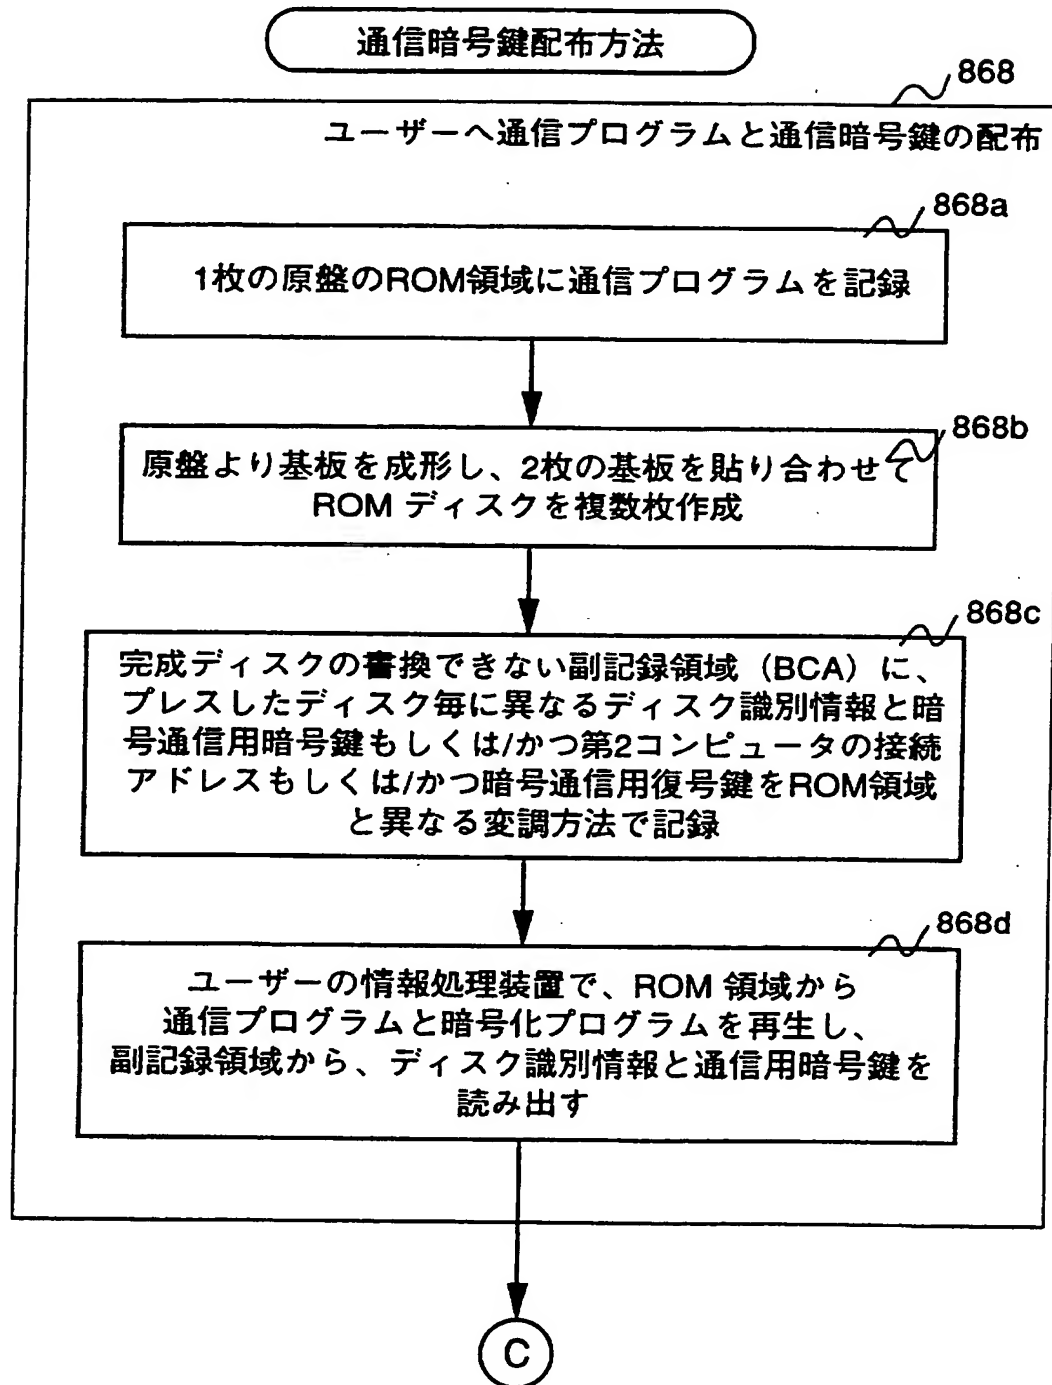 通信暗号鍵配布方法
868
ユーザーへ通信プログラムと通信暗号鍵の配布
868a
1枚の原盤のROM領域に通信プログラムを記録
868b
原盤より基板を成形し、2枚の基板を貼り合わせて
ROM ディスクを複数枚作成
868c
完成ディスクの書換できない副記録領域（BCA）に、
プレスしたディスク毎に異なるディスク識別情報と暗
号通信用暗号鍵もしくは/かつ第2コンピュータの接続
アドレスもしくは/かつ暗号通信用復号鍵をROM領域
と異なる変調方法で記録
868d
ユーザーの情報処理装置で、ROM 領域から
通信プログラムと暗号化プログラムを再生し、
副記録領域から、ディスク識別情報と通信用暗号鍵を
読み出す
C